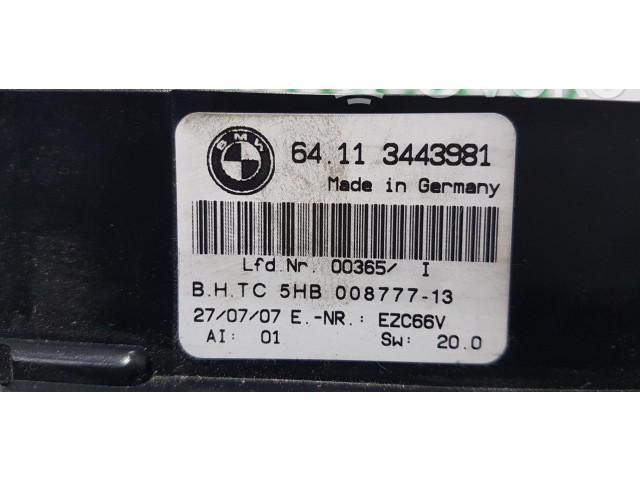 BMW
64.11 3443981
Made in Germany
Lfd.Nr. 00365/ I
B.H.TC 5HB 008777-13
27/07/07 E.-NR.: EZC66V
AI: 01 Sw: 20.0